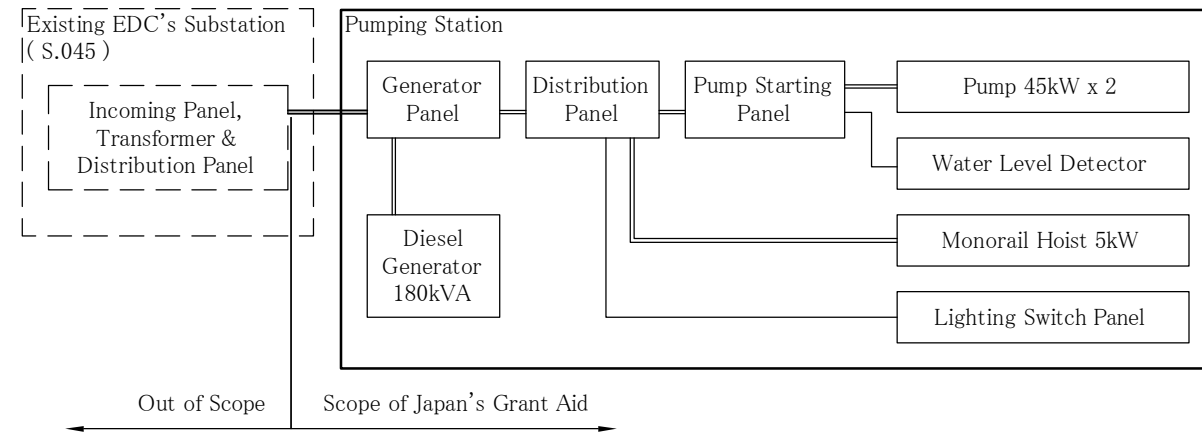 Existing EDC's Substation
( S.045 )
Incoming Panel,
Transformer &
Distribution Panel
Pumping Station
Generator
Panel
Distribution
Panel
Pump Starting
Panel
Pump 45kW x 2
Water Level Detector
Diesel
Generator
180kVA
Monorail Hoist 5kW
Lighting Switch Panel
Out of Scope
Scope of Japan's Grant Aid